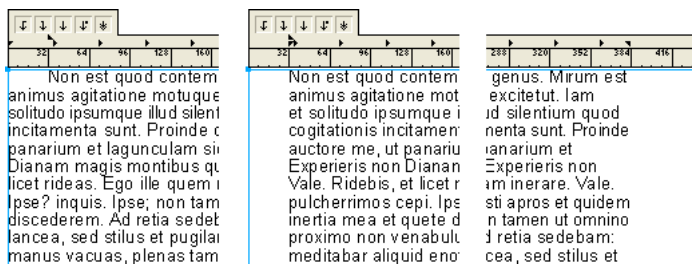 32 64 96 128 160
Non est quod contem
animus agitatione motuque
solitudo ipsumque illud silent
incitamenta sunt. Proinde
panarium et lagunculam
Dianam magis montibus qu
licet rideas. Ego ille quem
Ipse? inquis. Ipse; non tam
discederem. Ad retia sedeb
lancea, sed stilus et pugilar
manus vacuas, plenas tam
32 64 96 128 160
Non est quod contem
animus agitatione mot
et solitudo ipsumque i
cogitationis incitamen
auctore me, ut panariu
Experieris non Dianan
Vale. Ridebis, et licet r
pulcherrimos cepi. Ips
inertia mea et quete d
proximo non venabulu
meditabar aliquid enot
288 320 352 384 416
genus. Mirum est
excitetut. Iam
ud silentium quod
menta sunt. Proinde
panarium et
Experieris non
am inerare. Vale.
sti apros et quidem
n tamen ut omnino
d retia sedebam:
cea, sed stilus et